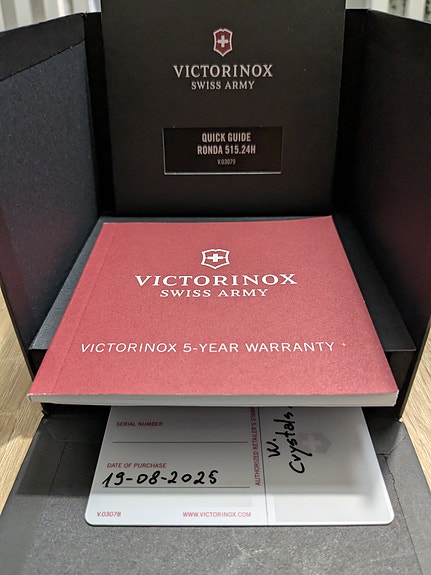 VICTORINOX
SWISS ARMY
QUICK GUIDE
RONDA 515.24H
V.03079
VICTORINOX
SWISS ARMY
VICTORINOX 5-YEAR WARRANTY
SERIAL NUMBER
DATE OF PURCHASE
19-08-2025
V.03078
WWW.VICTORINOX.COM
AUTHORIZED RETAILER'S STAMP
W.
Crystals